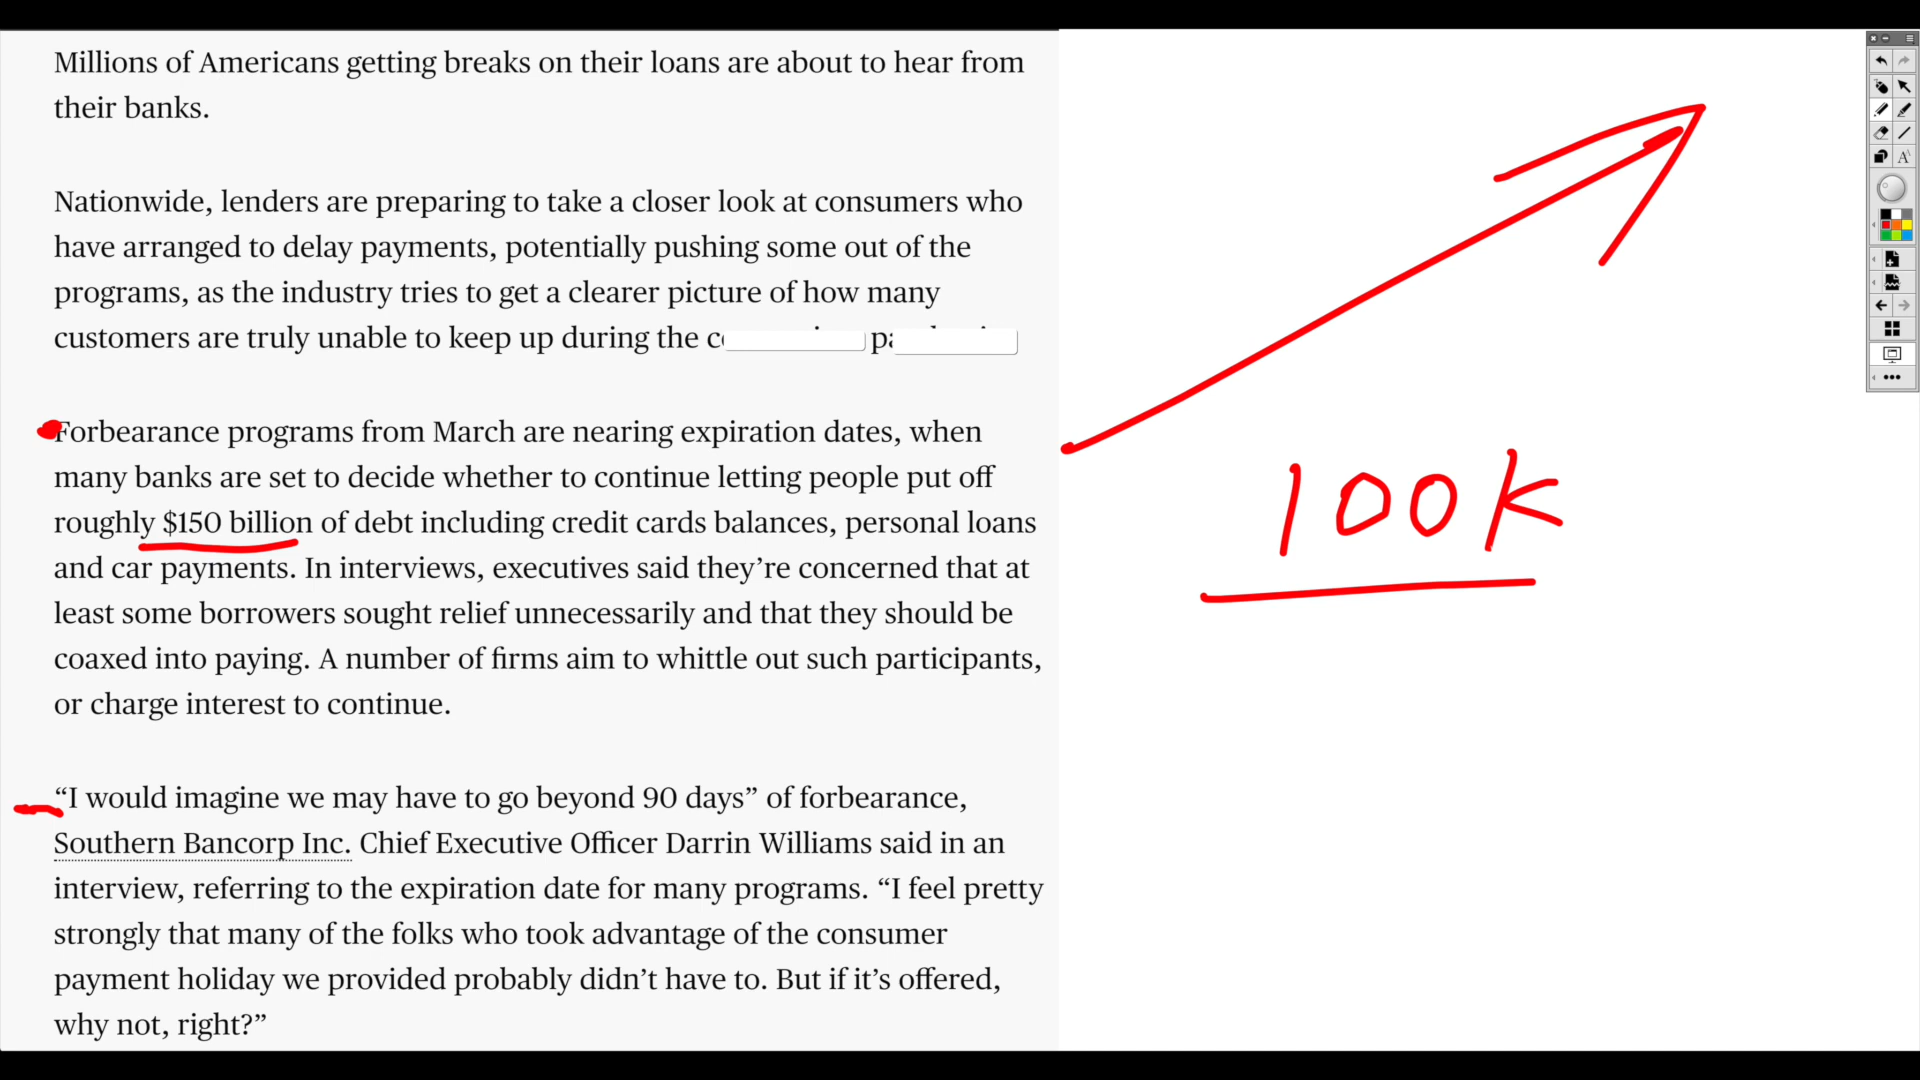 Millions of Americans getting breaks on their loans are about to hear from
their banks.
Nationwide, lenders are preparing to take a closer look at consumers who
have arranged to delay payments, potentially pushing some out of the
programs, as the industry tries to get a clearer picture of how many
customers are truly unable to keep up during the
Forbearance programs from March are nearing expiration dates, when
many banks are set to decide whether to continue letting people put off
roughly $150 billion of debt including credit cards balances, personal loans
and car payments. In interviews, executives said they’re concerned that at
least some borrowers sought relief unnecessarily and that they should be
coaxed into paying. A number of firms aim to whittle out such participants,
or charge interest to continue.
“I would imagine we may have to go beyond 90 days” of forbearance,
Southern Bancorp Inc. Chief Executive Officer Darrin Williams said in an
interview, referring to the expiration date for many programs. “I feel pretty
strongly that many of the folks who took advantage of the consumer
payment holiday we provided probably didn’t have to. But if it’s offered,
why not, right?”
100K
A